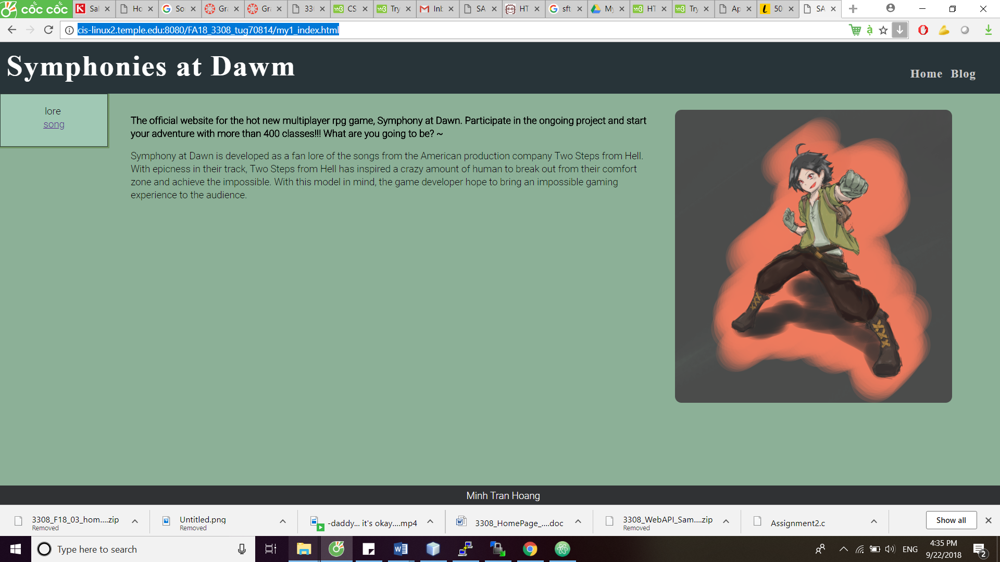 cốc cốc
Sal
Ho
So
Gra
Gra
330
CS
Try
Inb
SA
HT
sft
My
HT
Try
Ap
50
SA
cis-linux2.temple.edu:8080/FA18_3308_tug70814/my1_index.html
Symphonies at Dawm
Home Blog
lore
song
The official website for the hot new multiplayer rpg game, Symphony at Dawn. Participate in the ongoing project and start
your adventure with more than 400 classes!!! What are you going to be? ~
Symphony at Dawn is developed as a fan lore of the songs from the American production company Two Steps from Hell.
With epicness in their track, Two Steps from Hell has inspired a crazy amount of human to break out from their comfort
zone and achieve the impossible. With this model in mind, the game developer hope to bring an impossible gaming
experience to the audience.
Minh Tran Hoang
3308_F18_03_hom....zip
Removed
Untitled.png
Removed
-daddy... it's okay....mp4
3308_HomePage_....doc
3308_WebAPI_Sam....zip
Removed
Assignment2.c
Show all
Type here to search
ENG
4:35 PM
9/22/2018
2